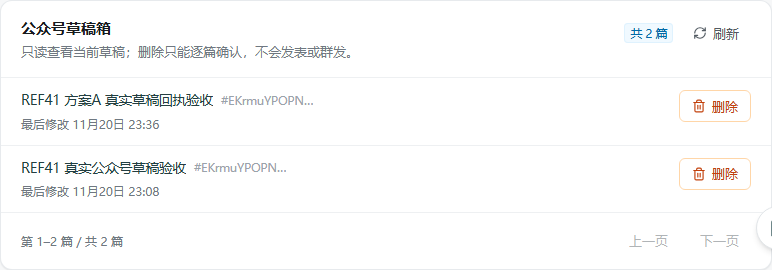 公众号草稿箱
只读查看当前草稿；删除只能逐篇确认，不会发表或群发。
共 2 篇 刷新
REF41 方案A 真实草稿回执验收 #EKrmuYPOPN...
最后修改 11月20日 23:36
删除
REF41 真实公众号草稿验收 #EKrmuYPOPN...
最后修改 11月20日 23:08
删除
第 1–2 篇 / 共 2 篇 上一页 下一页